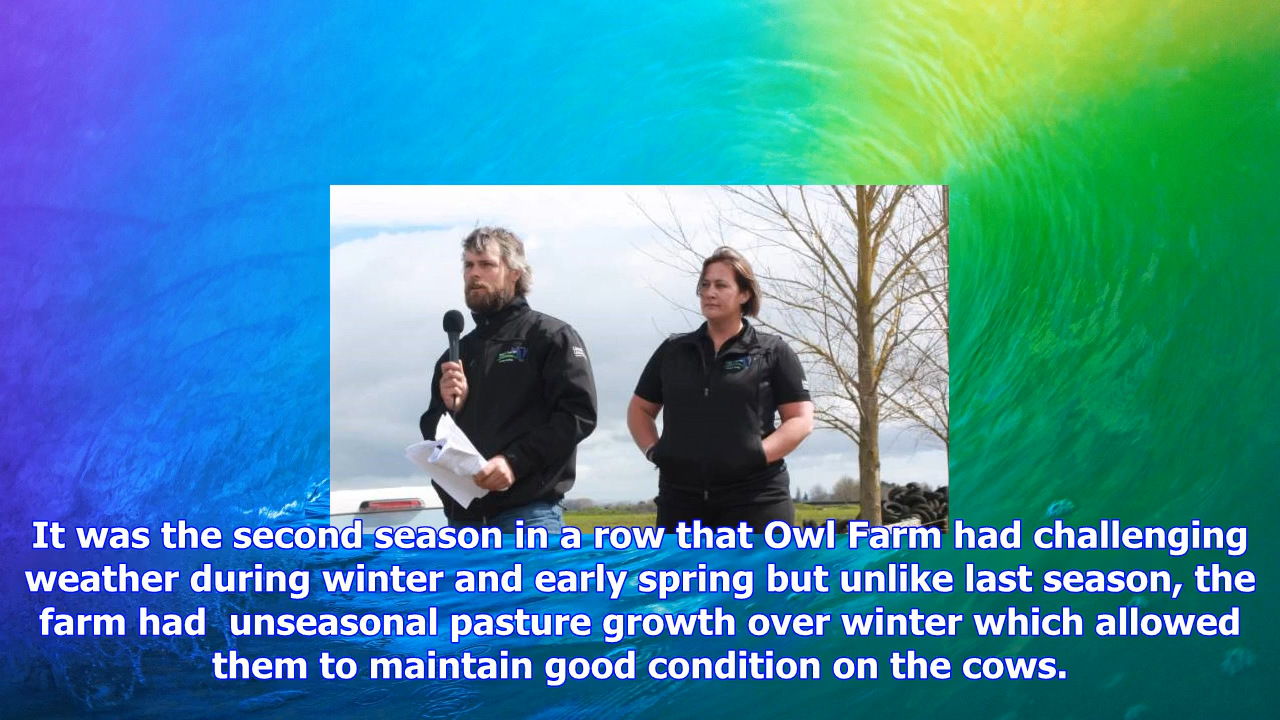 It was the second season in a row that Owl Farm had challenging
weather during winter and early spring but unlike last season, the
farm had  unseasonal pasture growth over winter which allowed
them to maintain good condition on the cows.